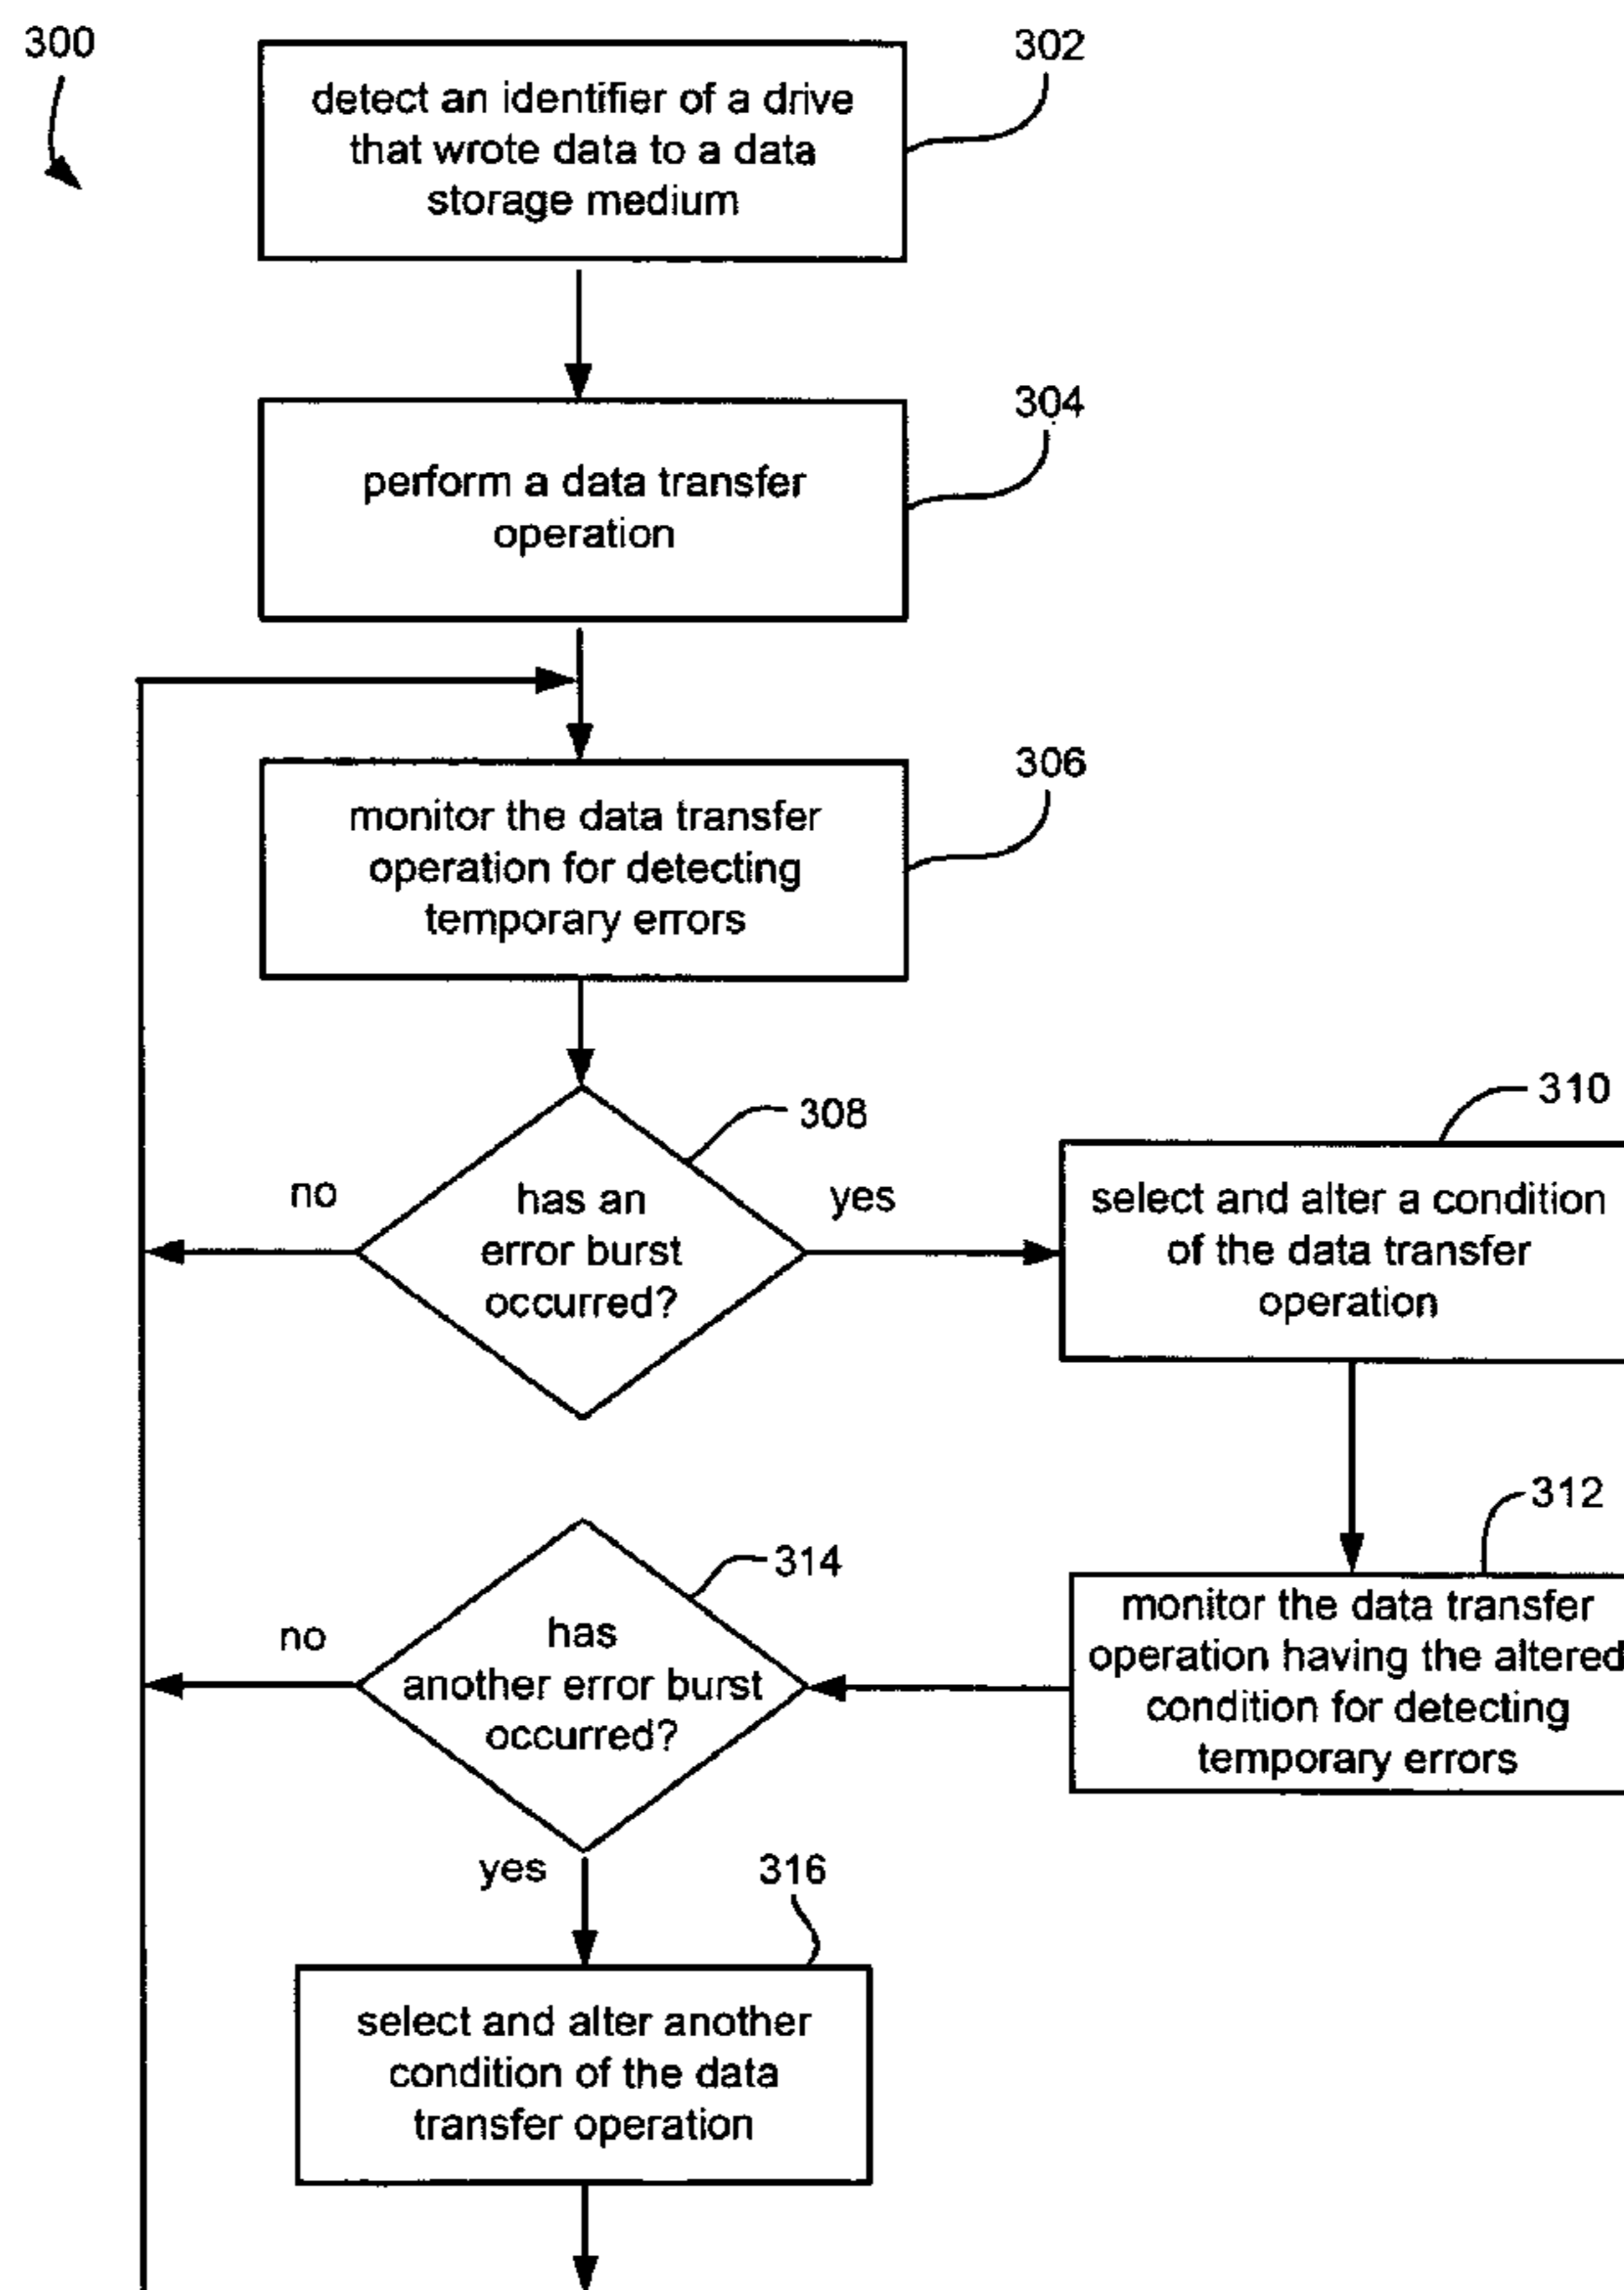 300
302
detect an identifier of a drive
that wrote data to a data
storage medium
304
perform a data transfer
operation
306
monitor the data transfer
operation for detecting
temporary errors
308
310
no
has an
error burst
occurred?
yes
select and alter a condition
of the data transfer
operation
312
314
monitor the data transfer
operation having the altered
condition for detecting
temporary errors
no
has
another error burst
occurred?
yes
316
select and alter another
condition of the data
transfer operation